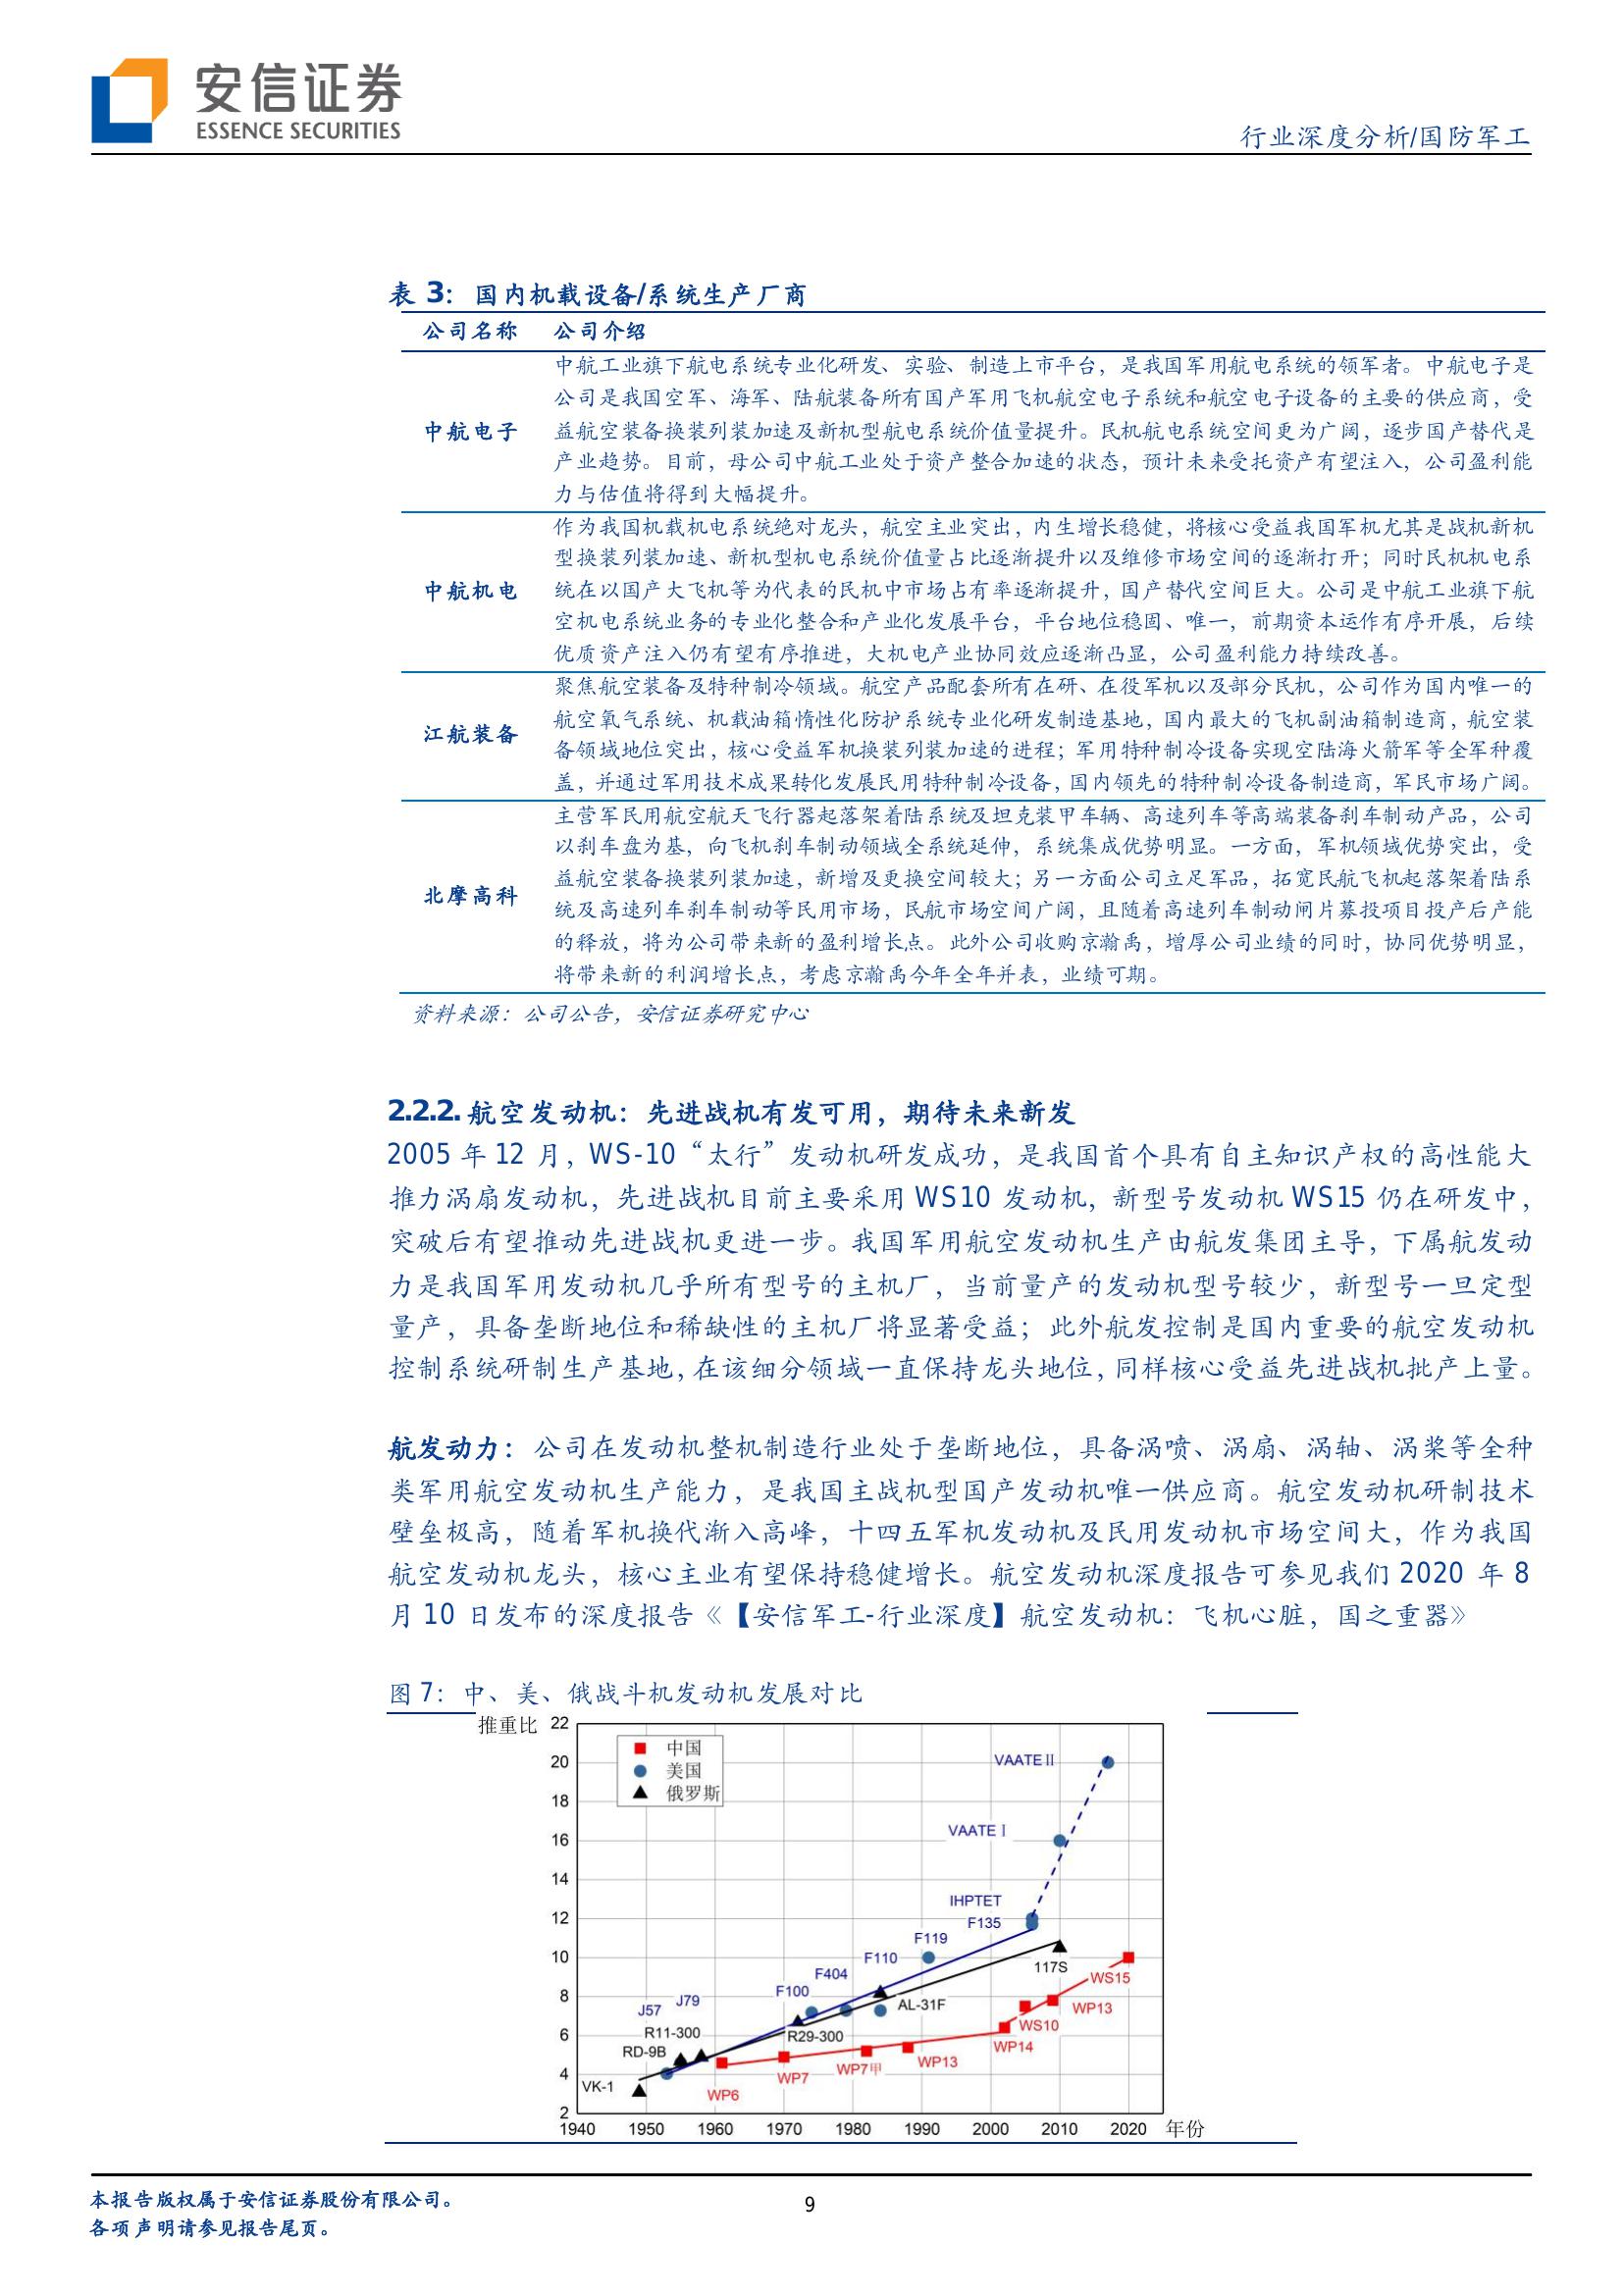 安信证券
ESSENCE SECURITIES
行业深度分析/国防军工
表 3：国内机载设备/系统生产厂商
公司名称 公司介绍
中航工业旗下航电系统专业化研发、实验、制造上市平台，是我国军用航电系统的领军者。中航电子是
公司是我国空军、海军、陆航装备所有国产军用飞机航空电子系统和航空电子设备的主要的供应商，受
中航电子 益航空装备换装列装加速及新机型航电系统价值量提升。民机航电系统空间更为广阔，逐步国产替代是
产业趋势。目前，母公司中航工业处于资产整合加速的状态，预计未来受托资产有望注入，公司盈利能
力与估值将得到大幅提升。
作为我国机载机电系统绝对龙头，航空主业突出，内生增长稳健，将核心受益我国军机尤其是战机新机
型换装列装加速、新机型机电系统价值量占比逐渐提升以及维修市场空间的逐渐打开；同时民机机电系
中航机电 统在以国产大飞机等为代表的民机中市场占有率逐渐提升，国产替代空间巨大。公司是中航工业旗下航
空机电系统业务的专业化整合和产业化发展平台，平台地位稳固、唯一，前期资本运作有序开展，后续
优质资产注入仍有望有序推进，大机电产业协同效应逐渐凸显，公司盈利能力持续改善。
聚焦航空装备及特种制冷领域。航空产品配套所有在研、在役军机以及部分民机，公司作为国内唯一的
航空氧气系统、机载油箱惰性化防护系统专业化研发制造基地，国内最大的飞机副油箱制造商，航空装
江航装备 备领域地位突出，核心受益军机换装列装加速的进程；军用特种制冷设备实现空陆海火箭军等全军种覆
盖，并通过军用技术成果转化发展民用特种制冷设备，国内领先的特种制冷设备制造商，军民市场广阔。
主营军民用航空航天飞行器起落架着陆系统及坦克装甲车辆、高速列车等高端装备刹车制动产品，公司
以刹车盘为基，向飞机刹车制动领域全系统延伸，系统集成优势明显。一方面，军机领域优势突出，受
益航空装备换装列装加速，新增及更换空间较大；另一方面公司立足军品，拓宽民航飞机起落架着陆系
北摩高科 统及高速列车刹车制动等民用市场，民航市场空间广阔，且随着高速列车制动闸片募投项目投产后产能
的释放，将为公司带来新的盈利增长点。此外公司收购京瀚禹，增厚公司业绩的同时，协同优势明显，
将带来新的利润增长点，考虑京瀚禹今年全年并表，业绩可期。
资料来源：公司公告，安信证券研究中心
2.2.2. 航空发动机：先进战机有发可用，期待未来新发
2005 年 12 月，WS-10“太行”发动机研发成功，是我国首个具有自主知识产权的高性能大
推力涡扇发动机，先进战机目前主要采用 WS10 发动机，新型号发动机 WS15 仍在研发中，
突破后有望推动先进战机更进一步。我国军用航空发动机生产由航发集团主导，下属航发动
力是我国军用发动机几乎所有型号的主机厂，当前量产的发动机型号较少，新型号一旦定型
量产，具备垄断地位和稀缺性的主机厂将显著受益；此外航发控制是国内重要的航空发动机
控制系统研制生产基地，在该细分领域一直保持龙头地位，同样核心受益先进战机批产上量。
航发动力：公司在发动机整机制造行业处于垄断地位，具备涡喷、涡扇、涡轴、涡桨等全种
类军用航空发动机生产能力，是我国主战机型国产发动机唯一供应商。航空发动机研制技术
壁垒极高，随着军机换代渐入高峰，十四五军机发动机及民用发动机市场空间大，作为我国
航空发动机龙头，核心主业有望保持稳健增长。航空发动机深度报告可参见我们 2020 年 8
月 10 日发布的深度报告《【安信军工-行业深度】航空发动机：飞机心脏，国之重器》
图 7：中、美、俄战斗机发动机发展对比
推重比 22
中国
美国
俄罗斯
20
18
16
14
12
10
8
6
4
2
VAATEⅡ
VAATEⅠ
IHPTET
F135
F119
F110
F404
F100
117S
WS15
J79
J57
AL-31F
WP13
R11-300
R29-300
WS10
RD-9B
WP14
WP13
WP7甲
WP7
VK-1
WP6
1940 1950 1960 1970 1980 1990 2000 2010 2020 年份
本报告版权属于安信证券股份有限公司。
各项声明请参见报告尾页。
9